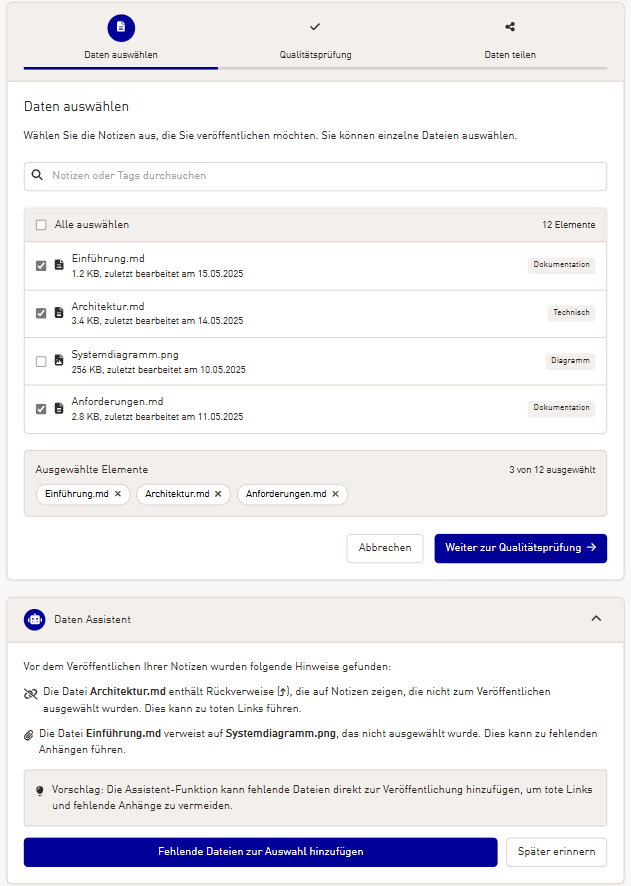 Daten auswählen
Qualitätsprüfung
Daten teilen
Daten auswählen
Wählen Sie die Notizen aus, die Sie veröffentlichen möchten. Sie können einzelne Dateien auswählen.
Notizen oder Tags durchsuchen
Alle auswählen
12 Elemente
Einführung.md
1.2 KB, zuletzt bearbeitet am 15.05.2025
Dokumentation
Architektur.md
3.4 KB, zuletzt bearbeitet am 14.05.2025
Technisch
Systemdiagramm.png
256 KB, zuletzt bearbeitet am 10.05.2025
Diagramm
Anforderungen.md
2.8 KB, zuletzt bearbeitet am 11.05.2025
Dokumentation
Ausgewählte Elemente
3 von 12 ausgewählt
Einführung.md ×
Architektur.md ×
Anforderungen.md ×
Abbrechen
Weiter zur Qualitätsprüfung →
Daten Assistent
Vor dem Veröffentlichen Ihrer Notizen wurden folgende Hinweise gefunden:
Die Datei Architektur.md enthält Rückverweise (⤴), die auf Notizen zeigen, die nicht zum Veröffentlichen
ausgewählt wurden. Dies kann zu toten Links führen.
Die Datei Einführung.md verweist auf Systemdiagramm.png, das nicht ausgewählt wurde. Dies kann zu fehlenden
Anhängen führen.
Vorschlag: Die Assistent-Funktion kann fehlende Dateien direkt zur Veröffentlichung hinzufügen, um tote Links
und fehlende Anhänge zu vermeiden.
Fehlende Dateien zur Auswahl hinzufügen
Später erinnern